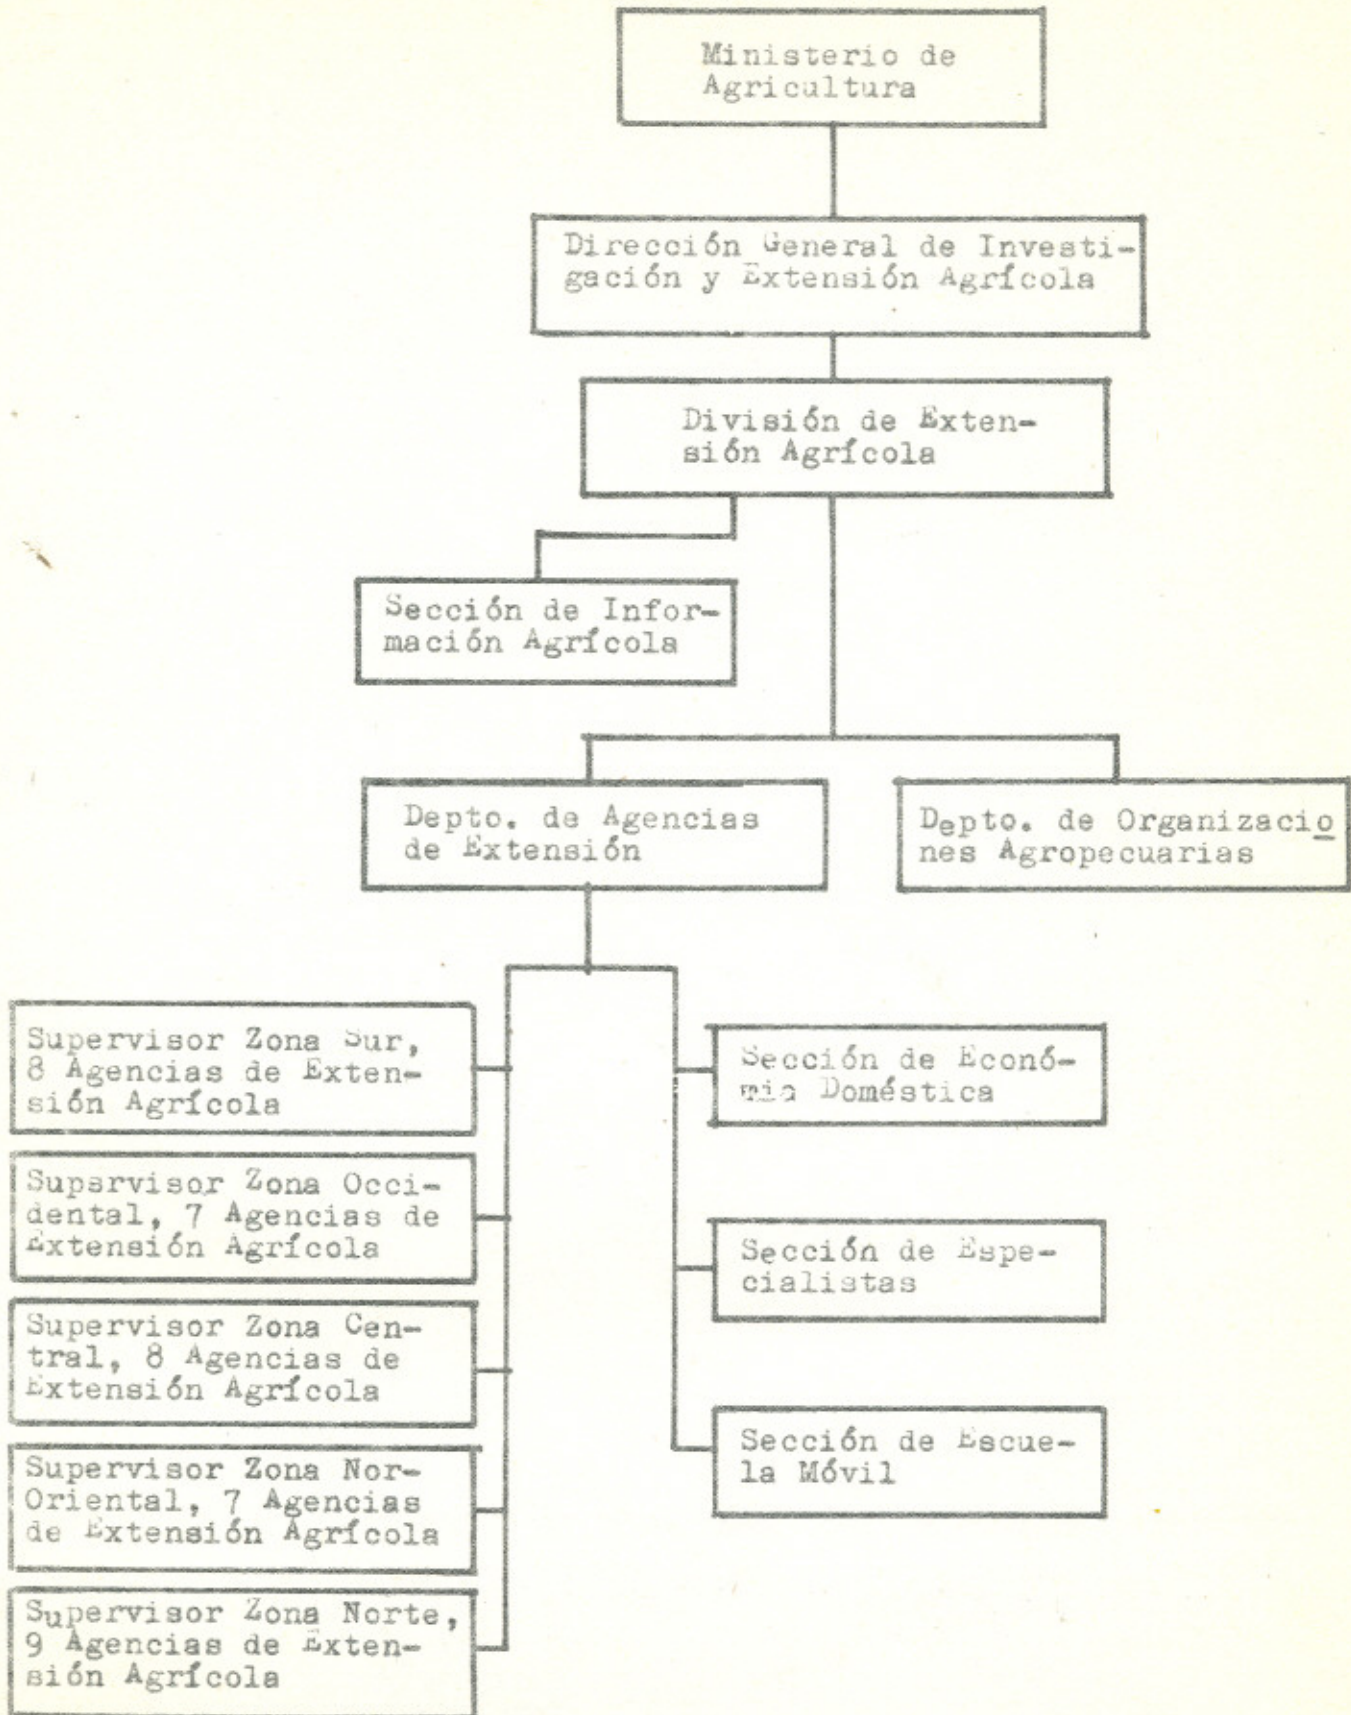 Ministerio de
Agricultura
Dirección General de Investi-
gación y Extensión Agrícola
División de Exten-
sión Agrícola
Sección de Infor-
mación Agrícola
Depto. de Agencias
de Extensión
Depto. de Organizacio
nes Agropecuarias
Supervisor Zona Sur,
8 Agencias de Exten-
sión Agrícola
Supervisor Zona Occi-
dental, 7 Agencias de
Extensión Agrícola
Supervisor Zona Cen-
tral, 8 Agencias de
Extensión Agrícola
Supervisor Zona Nor-
Oriental, 7 Agencias
de Extensión Agrícola
Supervisor Zona Norte,
9 Agencias de Exten-
sión Agrícola
Sección de Econó-
mia Doméstica
Sección de Espe-
cialistas
Sección de Escue-
la Móvil